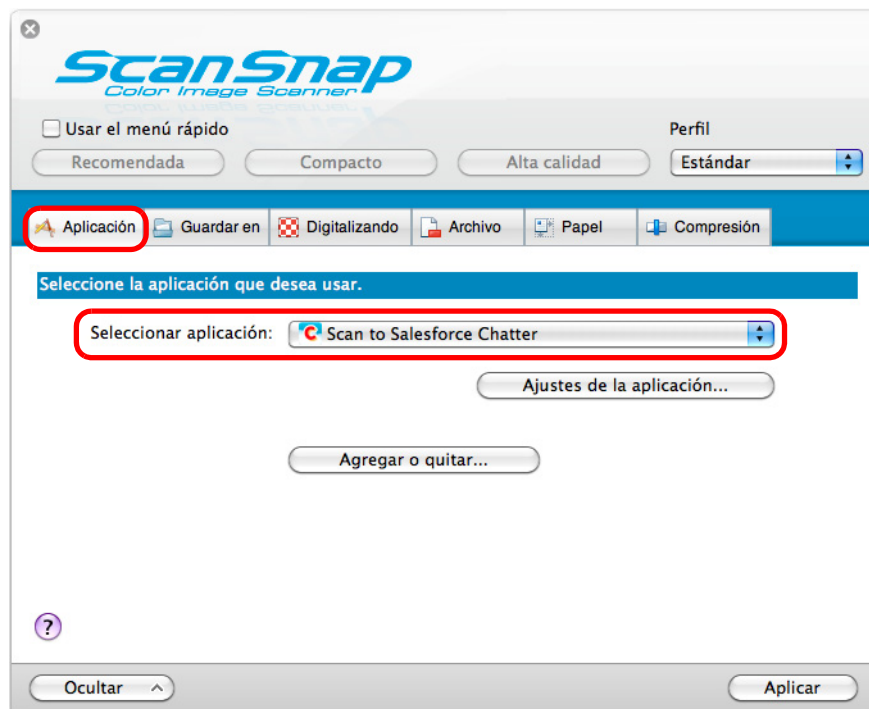 ScanSnap
Color Image Scanner
Usar el menú rápido
Perfil
Recomendada Compacto Alta calidad Estándar
Aplicación Guardar en Digitalizando Archivo Papel Compresión
Seleccione la aplicación que desea usar.
Seleccionar aplicación: Scan to Salesforce Chatter
Ajustes de la aplicación...
Agregar o quitar...
?
Ocultar Aplicar